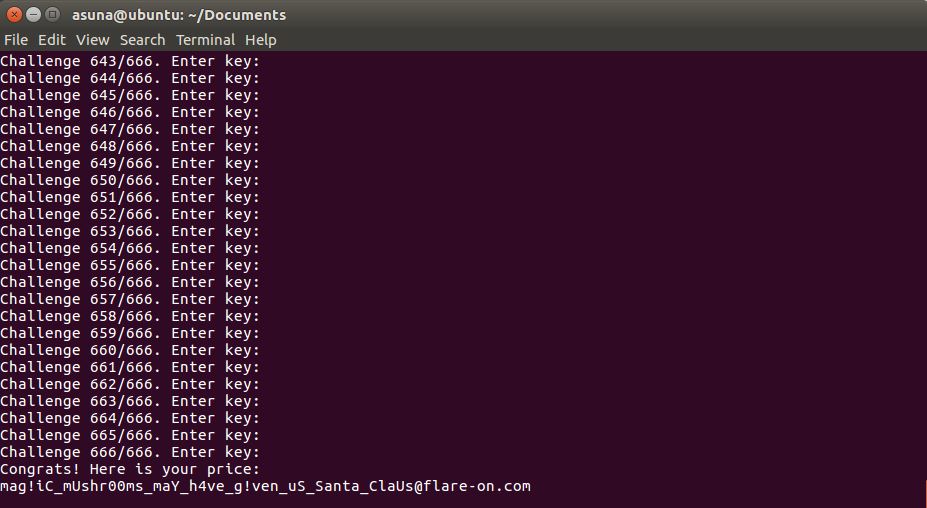 asuna@ubuntu: ~/Documents
File Edit View Search Terminal Help
Challenge 643/666. Enter key:
Challenge 644/666. Enter key:
Challenge 645/666. Enter key:
Challenge 646/666. Enter key:
Challenge 647/666. Enter key:
Challenge 648/666. Enter key:
Challenge 649/666. Enter key:
Challenge 650/666. Enter key:
Challenge 651/666. Enter key:
Challenge 652/666. Enter key:
Challenge 653/666. Enter key:
Challenge 654/666. Enter key:
Challenge 655/666. Enter key:
Challenge 656/666. Enter key:
Challenge 657/666. Enter key:
Challenge 658/666. Enter key:
Challenge 659/666. Enter key:
Challenge 660/666. Enter key:
Challenge 661/666. Enter key:
Challenge 662/666. Enter key:
Challenge 663/666. Enter key:
Challenge 664/666. Enter key:
Challenge 665/666. Enter key:
Challenge 666/666. Enter key:
Congrats! Here is your price:
mag!iC_mUshr00ms_maY_h4ve_g!ven_uS_Santa_ClaUs@flare-on.com